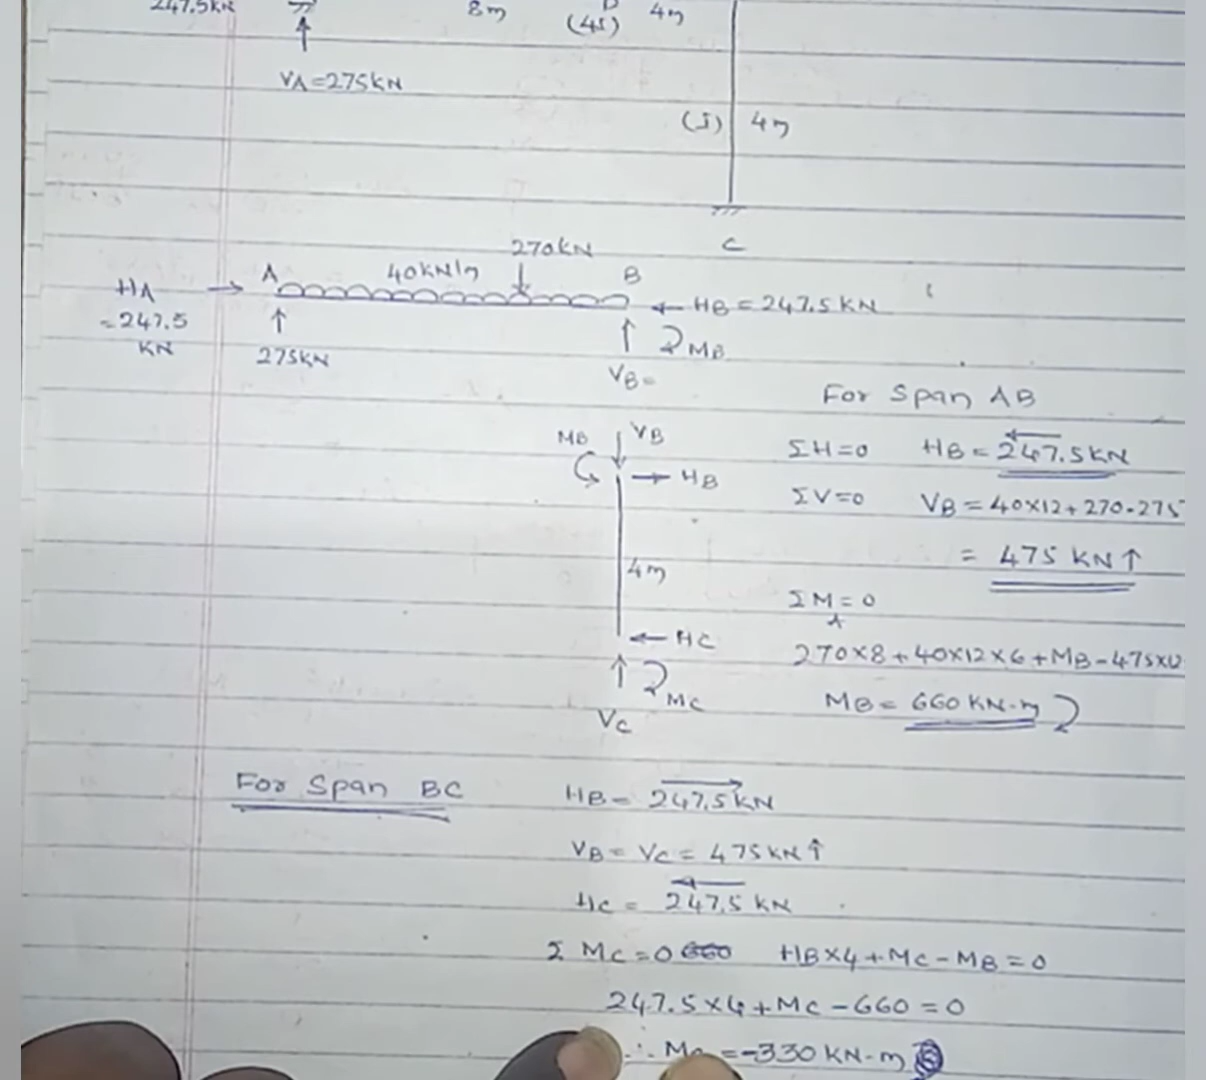 247.5KN
8m (4I) 4m
VA=275KN
(I) 4m
C
270KN
A 40KN/m B
HA
=247.5
KN
HB = 247.5 KN
275KN
MB
VB=
For Span AB
MB VB
HB
ΣH=0 HB = 247.5KN
ΣV=0 VB = 40×12+270-275
= 475 KN↑
4m
ΣM=0
A
HC
270×8+40×12×6+MB-475×12
MC
VC
MB = 660 KN-m
For Span BC
HB = 247.5KN
VB = VC = 475KN↑
HC = 247.5 KN
Σ MC=0 HB×4+MC-MB=0
247.5×4+MC-660=0
∴ =-330 KN-m